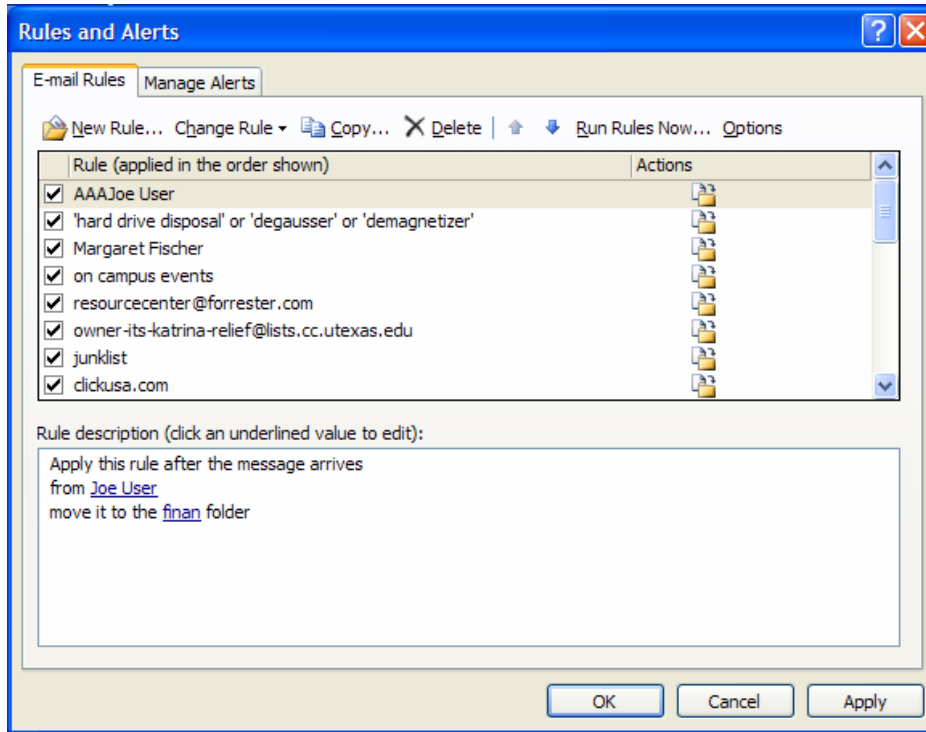 Rules and Alerts
E-mail Rules Manage Alerts
New Rule... Change Rule Copy... Delete Run Rules Now... Options
Rule (applied in the order shown) Actions
AAAJoe User
'hard drive disposal' or 'degausser' or 'demagnetizer'
Margaret Fischer
on campus events
resourcecenter@forrester.com
owner-its-katrina-relief@lists.cc.utexas.edu
junklist
clickusa.com
Rule description (click an underlined value to edit):
Apply this rule after the message arrives
from Joe User
move it to the finan folder
OK Cancel Apply